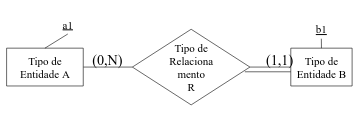 a1
b1
Tipo de
Entidade A
(0,N)
Tipo de
Relaciona
mento
R
(1,1)
Tipo de
Entidade B